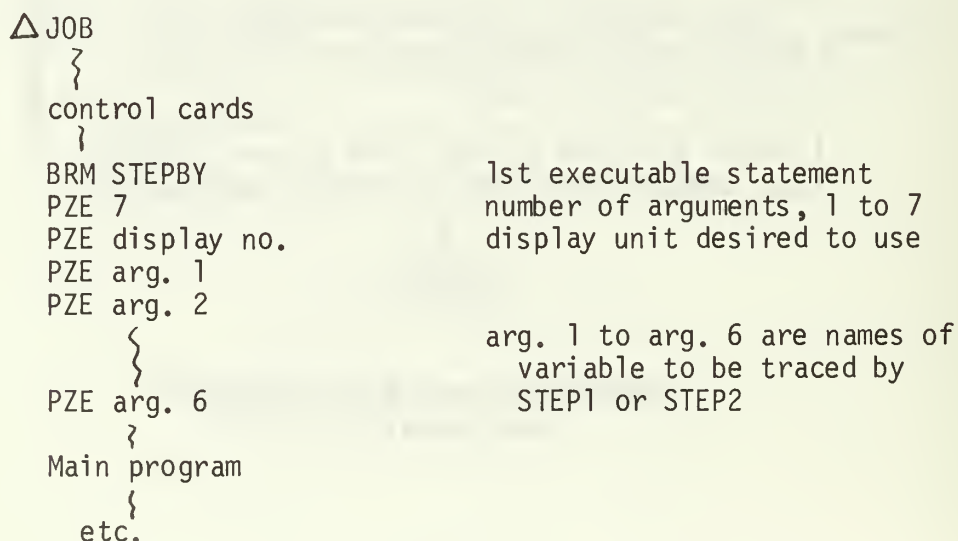 Δ JOB
control cards
BRM STEPBY 1st executable statement
PZE 7 number of arguments, 1 to 7
PZE display no. display unit desired to use
PZE arg. 1
PZE arg. 2
arg. 1 to arg. 6 are names of
variable to be traced by
PZE arg. 6 STEP1 or STEP2
Main program
etc.